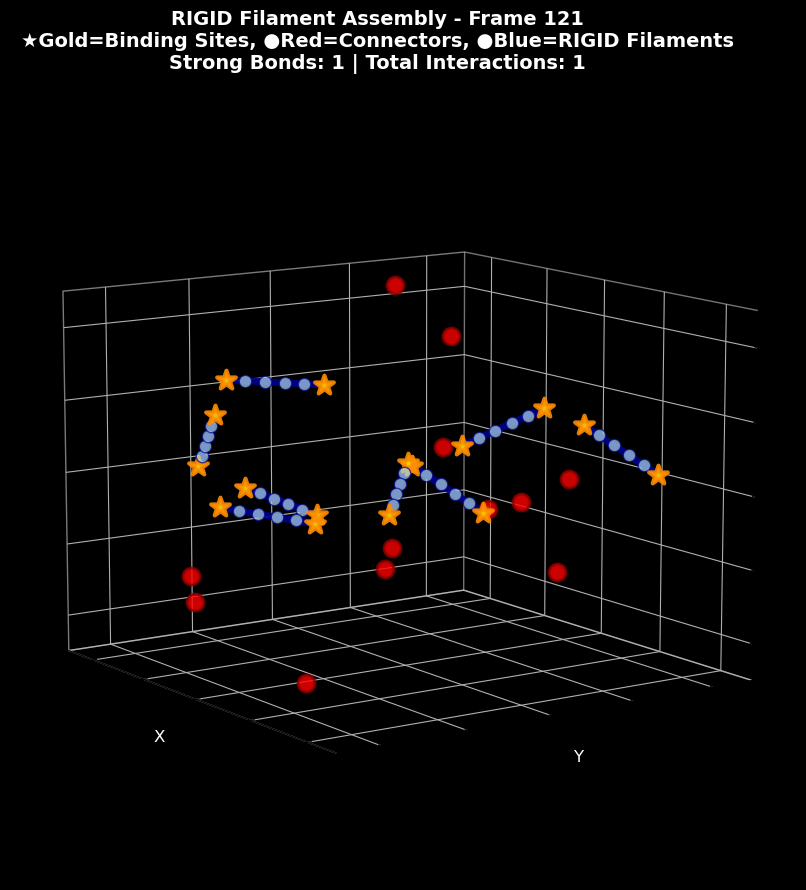 RIGID Filament Assembly - Frame 121
★Gold=Binding Sites, ●Red=Connectors, ●Blue=RIGID Filaments
Strong Bonds: 1 | Total Interactions: 1
X
Y